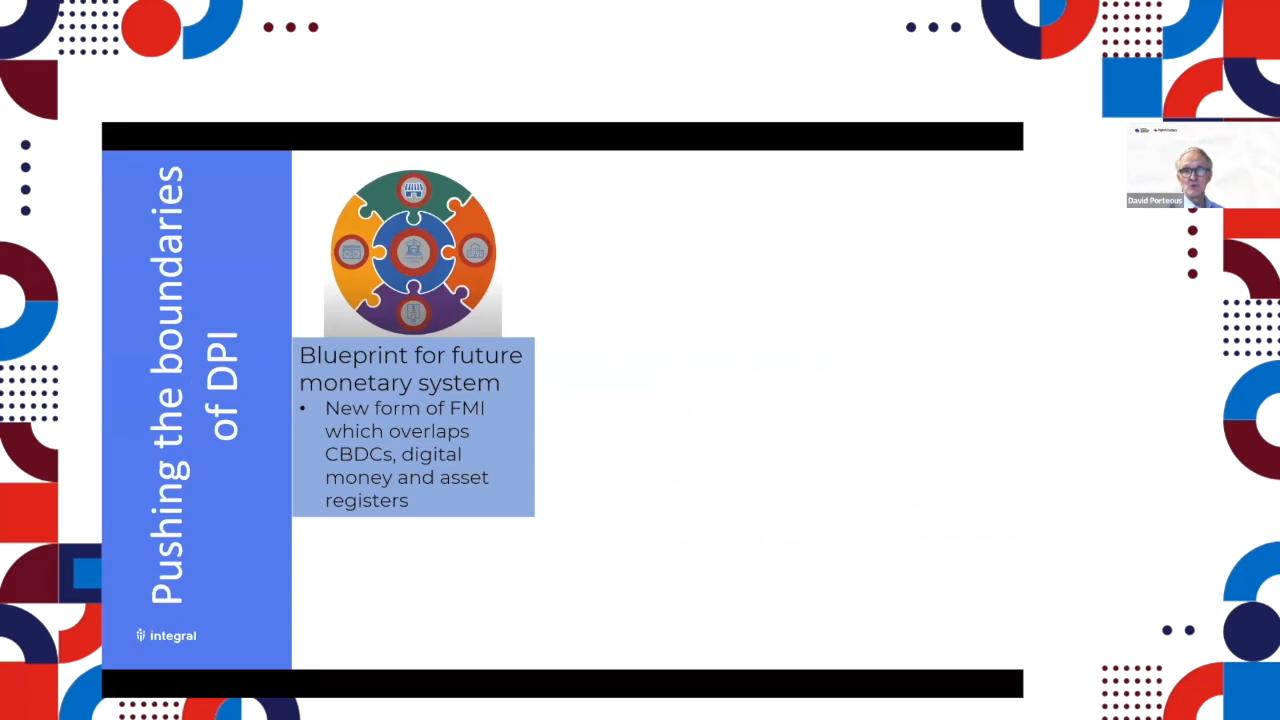 Pushing the boundaries
of DPI
integral
Blueprint for future
monetary system
• New form of FMI
which overlaps
CBDCs, digital
money and asset
registers
David Porteous